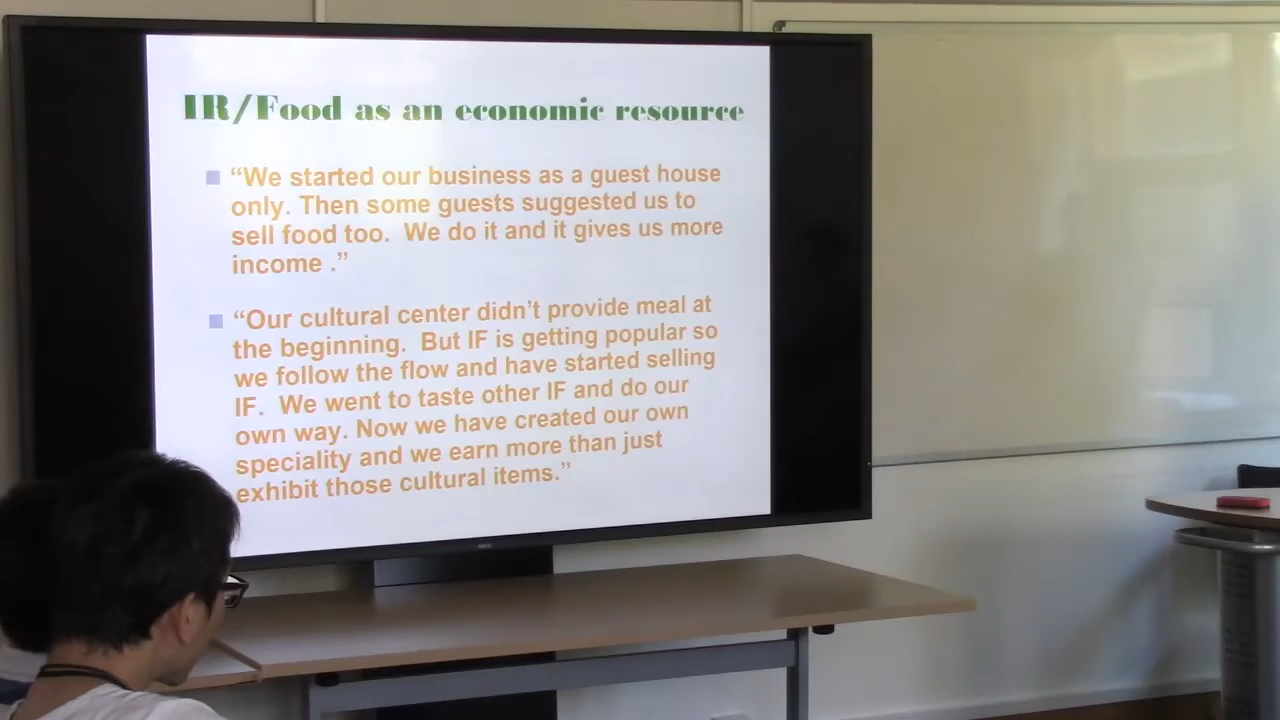 IR/Food as an economic resource
“We started our business as a guest house
only. Then some guests suggested us to
sell food too.  We do it and it gives us more
income .”
“Our cultural center didn’t provide meal at
the beginning.  But IF is getting popular so
we follow the flow and have started selling
IF.  We went to taste other IF and do our
own way. Now we have created our own
speciality and we earn more than just
exhibit those cultural items.”